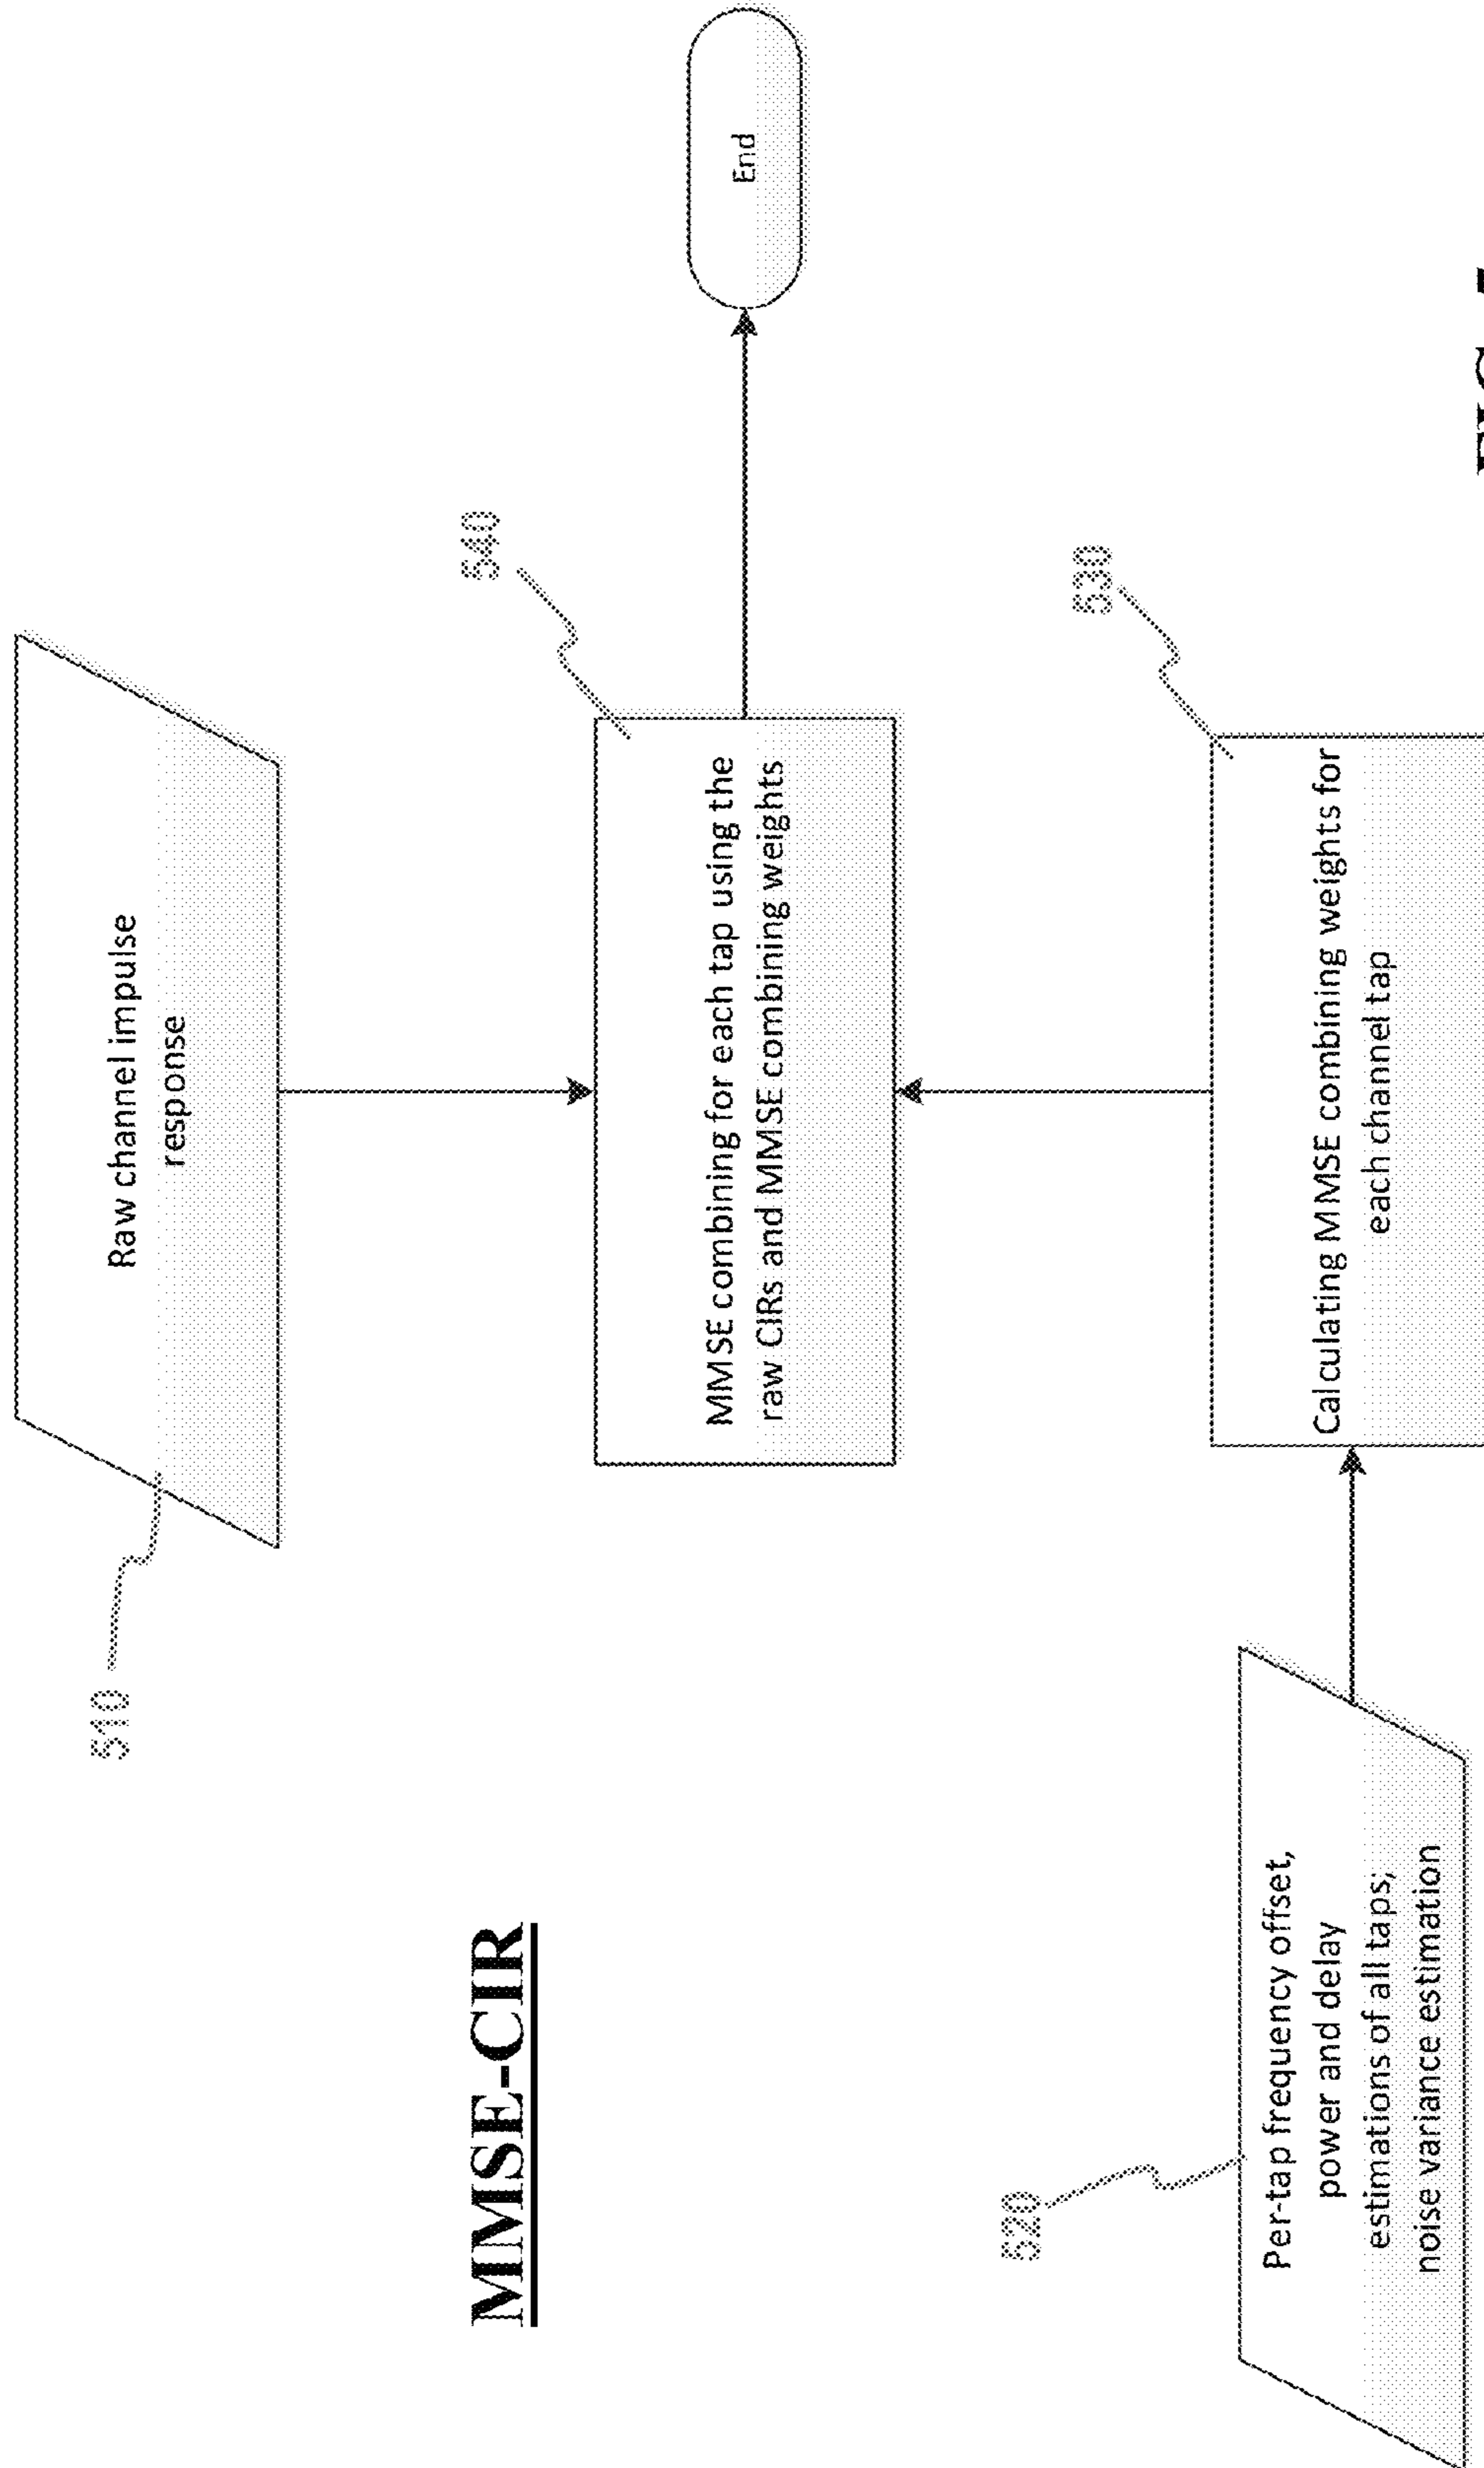 510
Raw channel impulse
response
MMSE-CIR
540
MMSE combining for each tap using the
raw CIRs and MMSE combining weights
End
520
530
Per-tap frequency offset,
power and delay
estimations of all taps;
noise variance estimation
Calculating MMSE combining weights for
each channel tap